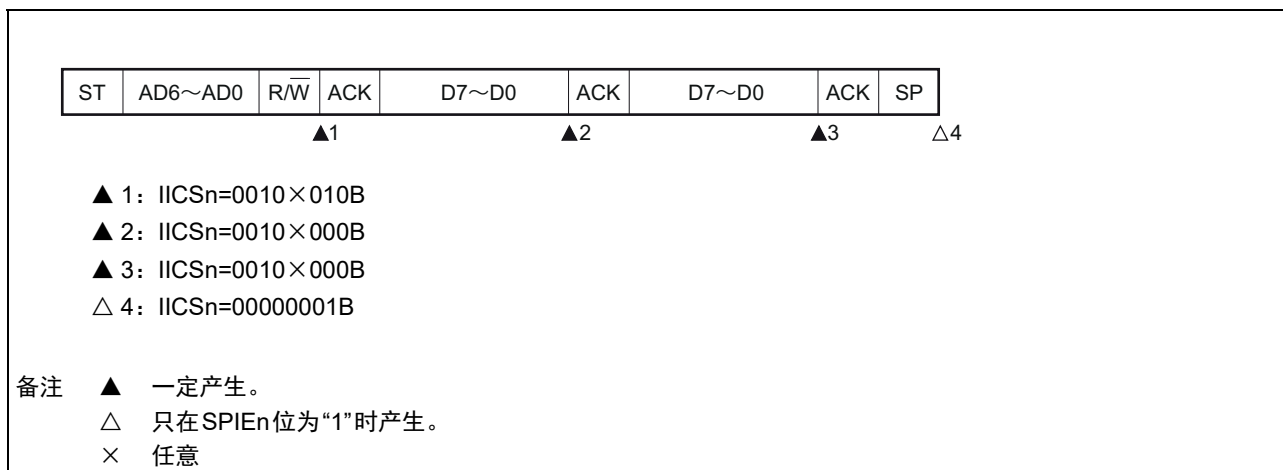 ST AD6～AD0 R/W̅ ACK D7～D0 ACK D7～D0 ACK SP
▲1 ▲2 ▲3 △4
▲ 1：IICSn=0010×010B
▲ 2：IICSn=0010×000B
▲ 3：IICSn=0010×000B
△ 4：IICSn=00000001B
备注 ▲ 一定产生。
△ 只在SPIEn位为“1”时产生。
× 任意